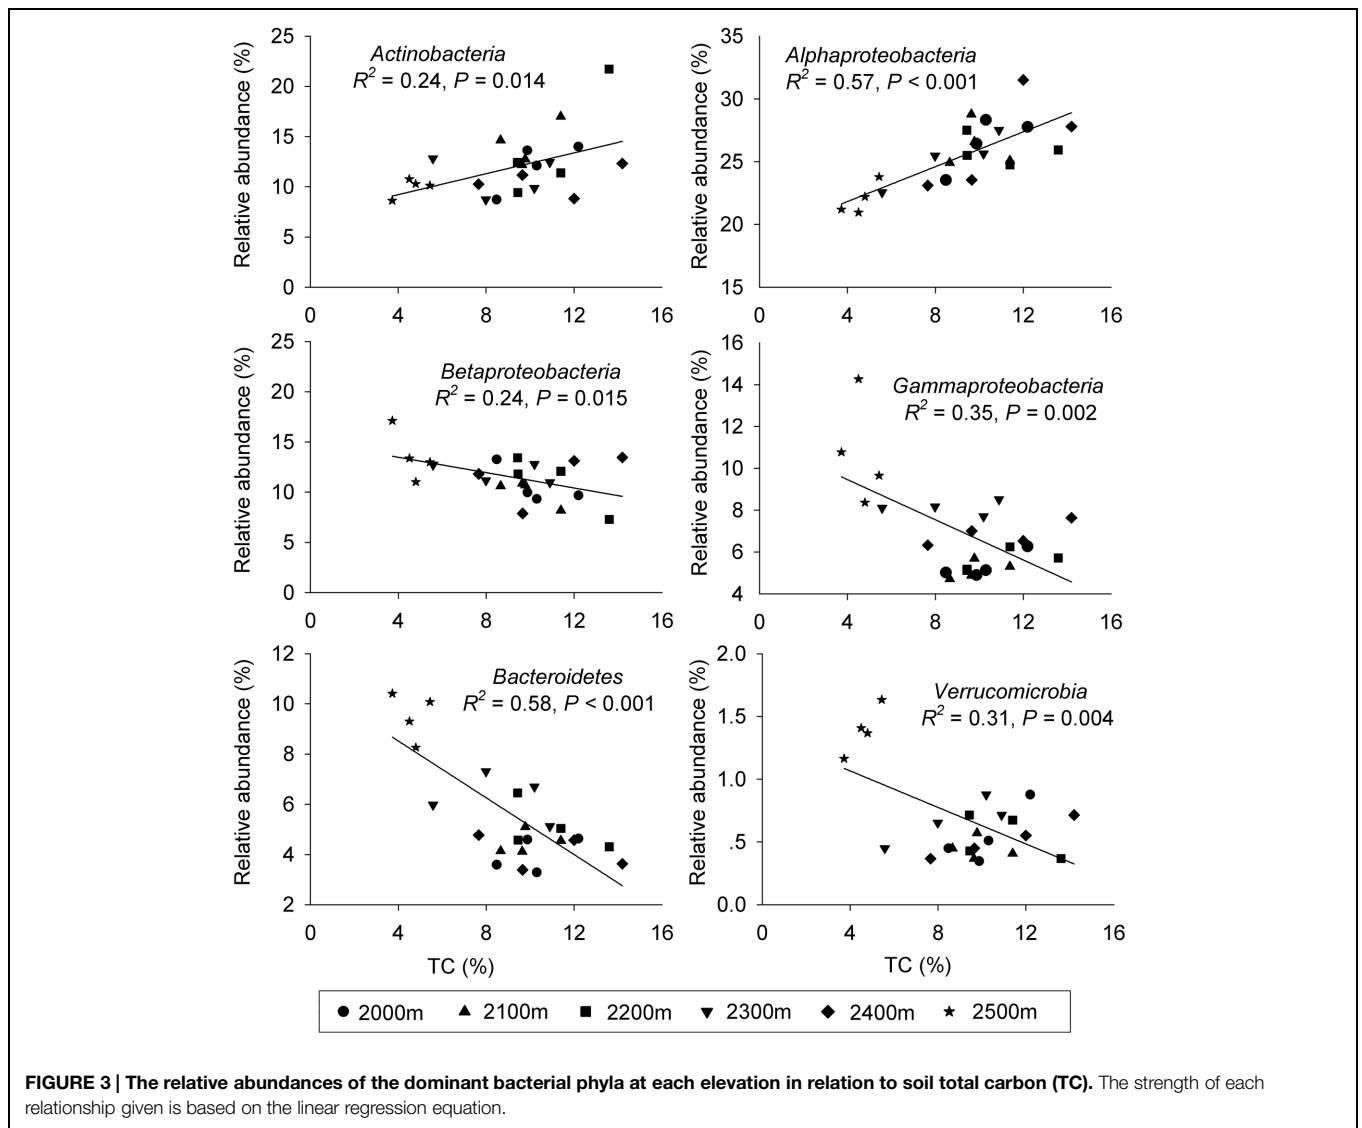 Relative abundance (%)
25
20
15
10
5
0
Actinobacteria
R² = 0.24, P = 0.014
0 4 8 12 16
Relative abundance (%)
35
30
25
20
15
Alphaproteobacteria
R² = 0.57, P < 0.001
0 4 8 12 16
Relative abundance (%)
25
20
15
10
5
0
Betaproteobacteria
R² = 0.24, P = 0.015
0 4 8 12 16
Relative abundance (%)
16
14
12
10
8
6
4
Gammaproteobacteria
R² = 0.35, P = 0.002
0 4 8 12 16
Relative abundance (%)
12
10
8
6
4
2
Bacteroidetes
R² = 0.58, P < 0.001
0 4 8 12 16
TC (%)
Relative abundance (%)
2.0
1.5
1.0
.5
0.0
Verrucomicrobia
R² = 0.31, P = 0.004
0 4 8 12 16
TC (%)
2000m 2100m 2200m 2300m 2400m 2500m
FIGURE 3 | The relative abundances of the dominant bacterial phyla at each elevation in relation to soil total carbon (TC). The strength of each
relationship given is based on the linear regression equation.